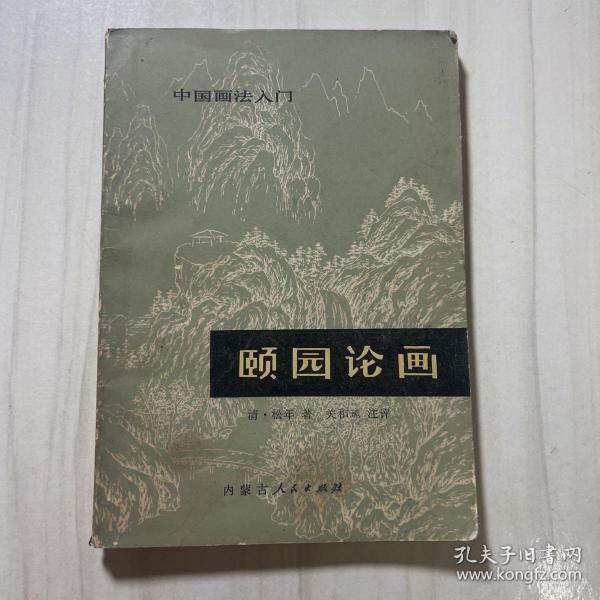 中国画法入门
颐园论画
清·松年 著 关和璋 注评
内蒙古人民出版社
孔夫子旧书网
www.kongfz.com